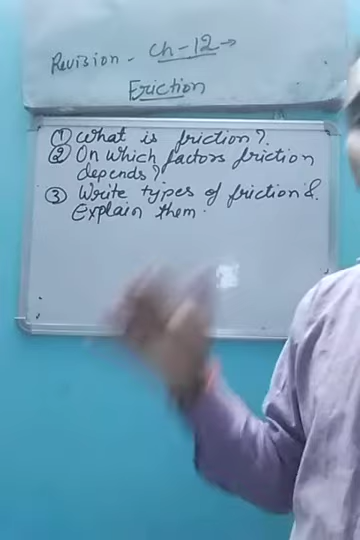 Revision - Ch-12→
Friction
① What is friction?
② On Which factors friction
depends?
③ Write types of friction &
Explain them.